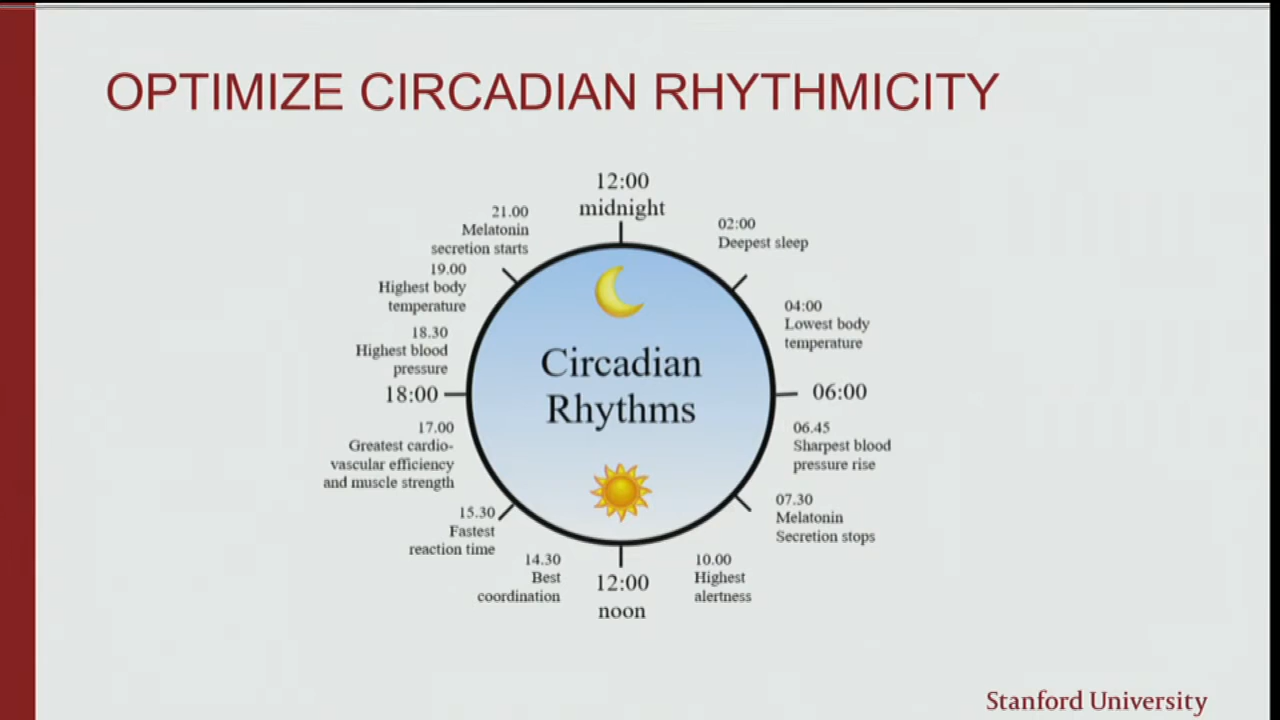 OPTIMIZE CIRCADIAN RHYTHMICITY
12:00
midnight
02:00
Deepest sleep
04:00
Lowest body
temperature
06:00
06.45
Sharpest blood
pressure rise
07.30
Melatonin
Secretion stops
10.00
Highest
alertness
12:00
noon
14.30
Best
coordination
15.30
Fastest
reaction time
17.00
Greatest cardio-
vascular efficiency
and muscle strength
18:00
18.30
Highest blood
pressure
19.00
Highest body
temperature
21.00
Melatonin
secretion starts
Circadian
Rhythms
Stanford University